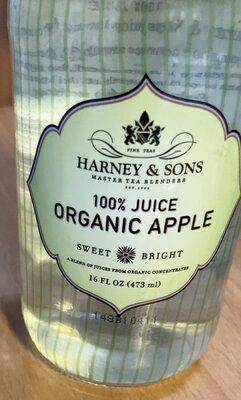 FINE TEAS
HARNEY & SONS
MASTER TEA BLENDERS
EST. 1983
100% JUICE
ORGANIC APPLE
SWEET BRIGHT
A BLEND OF JUICES FROM ORGANIC CONCENTRATES
16 FL OZ (473 ml)